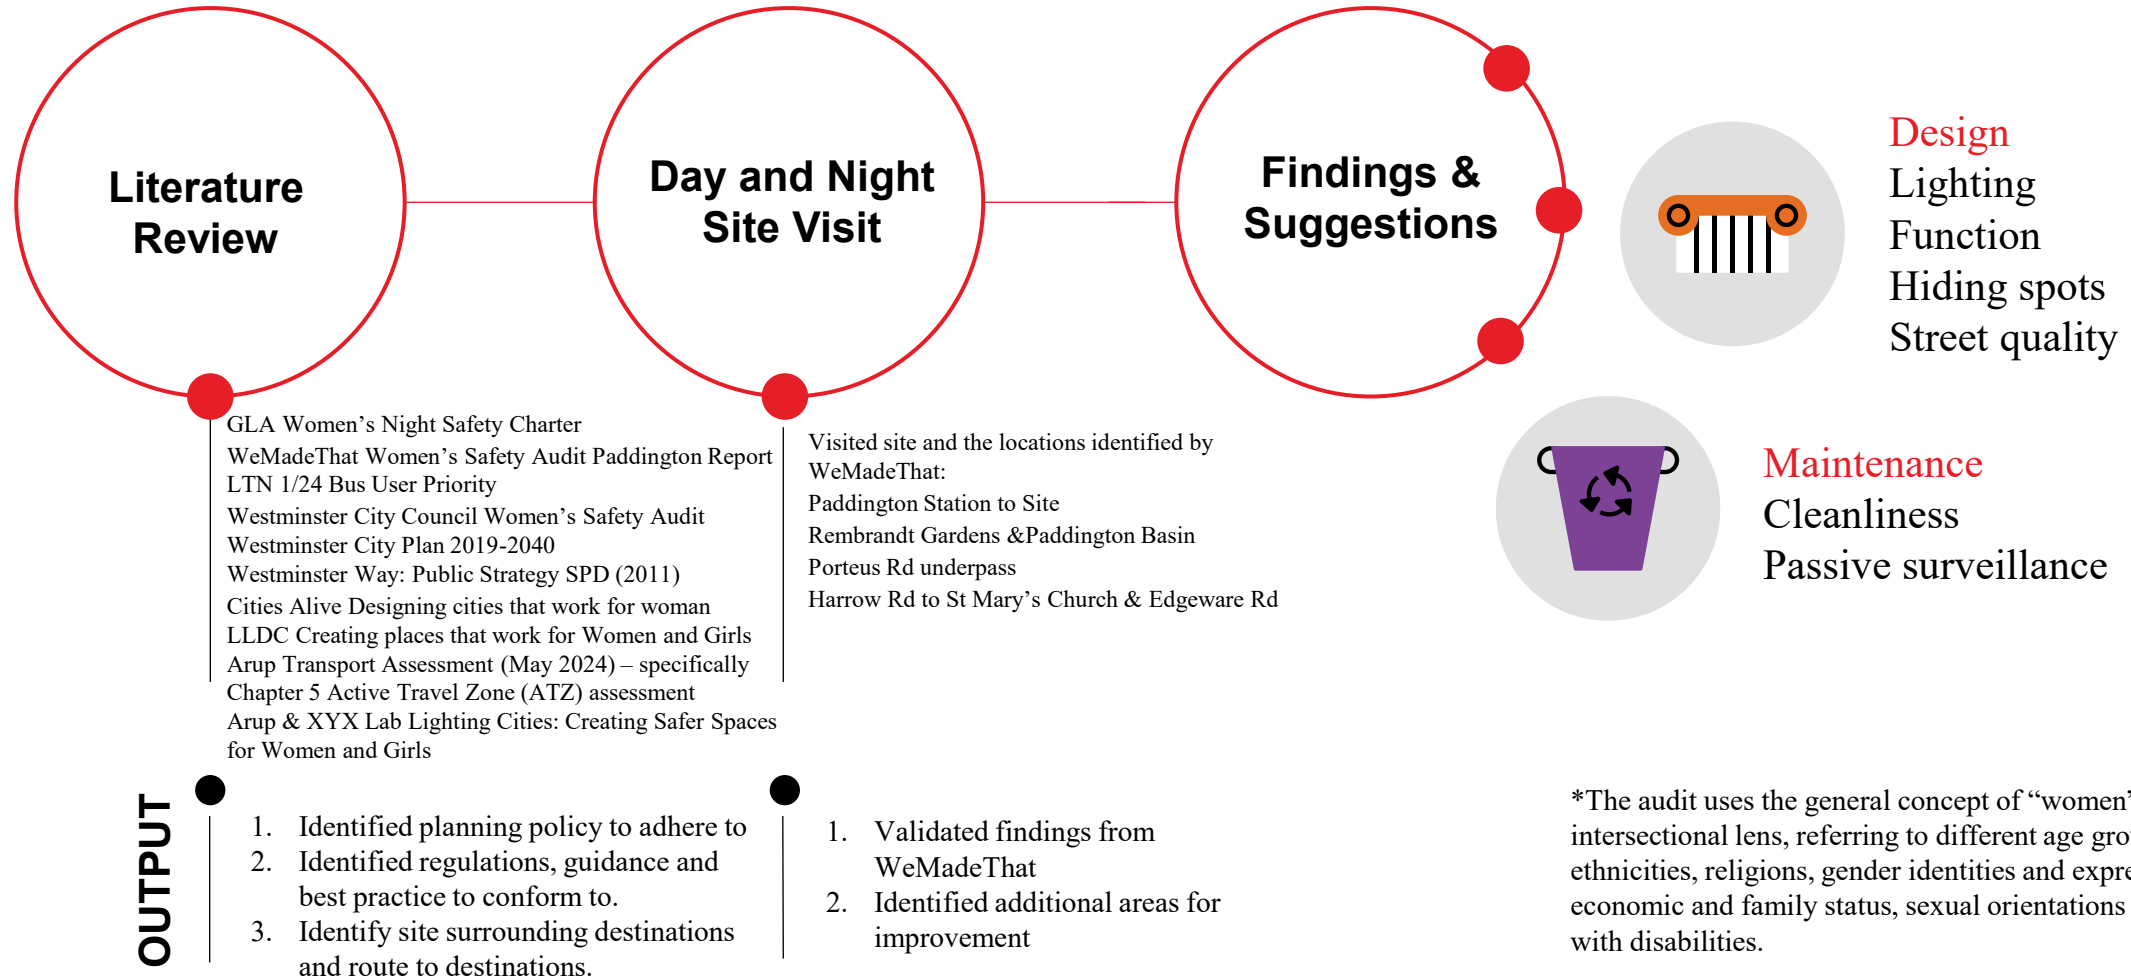 Literature
Review
Day and Night
Site Visit
Findings &
Suggestions
Design
Lighting
Function
Hiding spots
Street quality
Maintenance
Cleanliness
Passive surveillance
GLA Women’s Night Safety Charter
WeMadeThat Women’s Safety Audit Paddington Report
LTN 1/24 Bus User Priority
Westminster City Council Women’s Safety Audit
Westminster City Plan 2019-2040
Westminster Way: Public Strategy SPD (2011)
Cities Alive Designing cities that work for woman
LLDC Creating places that work for Women and Girls
Arup Transport Assessment (May 2024) – specifically
Chapter 5 Active Travel Zone (ATZ) assessment
Arup & XYX Lab Lighting Cities: Creating Safer Spaces
for Women and Girls
Visited site and the locations identified by
WeMadeThat:
Paddington Station to Site
Rembrandt Gardens &Paddington Basin
Porteus Rd underpass
Harrow Rd to St Mary’s Church & Edgeware Rd
OUTPUT
1. Identified planning policy to adhere to
2. Identified regulations, guidance and
best practice to conform to.
3. Identify site surrounding destinations
and route to destinations.
1. Validated findings from
WeMadeThat
2. Identified additional areas for
improvement
*The audit uses the general concept of “women”
intersectional lens, referring to different age
ethnicities, religions, gender identities and
economic and family status, sexual orientations
with disabilities.